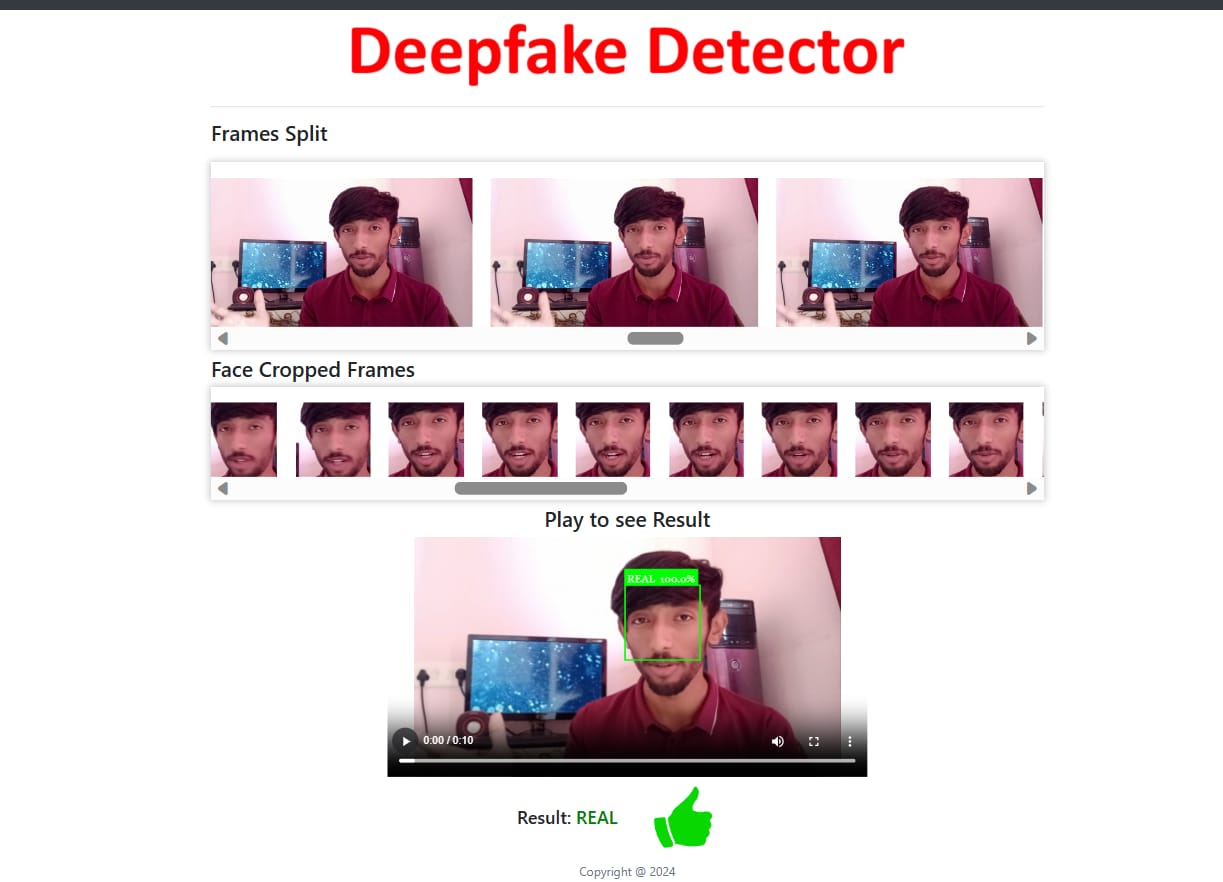 Deepfake Detector
Frames Split
Face Cropped Frames
Play to see Result
REAL 100.0%
0:00 / 0:10
Result: REAL
Copyright @ 2024